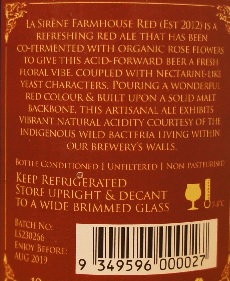 La Sirène Farmhouse Red (Est 2012) is a
refreshing red ale that has been
co-fermented with organic rose flowers
to give this acid-forward beer a fresh
floral vibe, coupled with nectarine-like
yeast characters. Pouring a wonderful
red colour & built upon a solid malt
backbone, this artisanal ale exhibits
vibrant natural acidity courtesy of the
indigenous wild bacteria living within
our brewery's walls.
Bottle Conditioned | Unfiltered | Non pasteurised
Keep Refrigerated
Store upright & decant
to a wide brimmed glass
Batch No:
LS230266
Enjoy Before:
AUG 2019
9 349596 000027